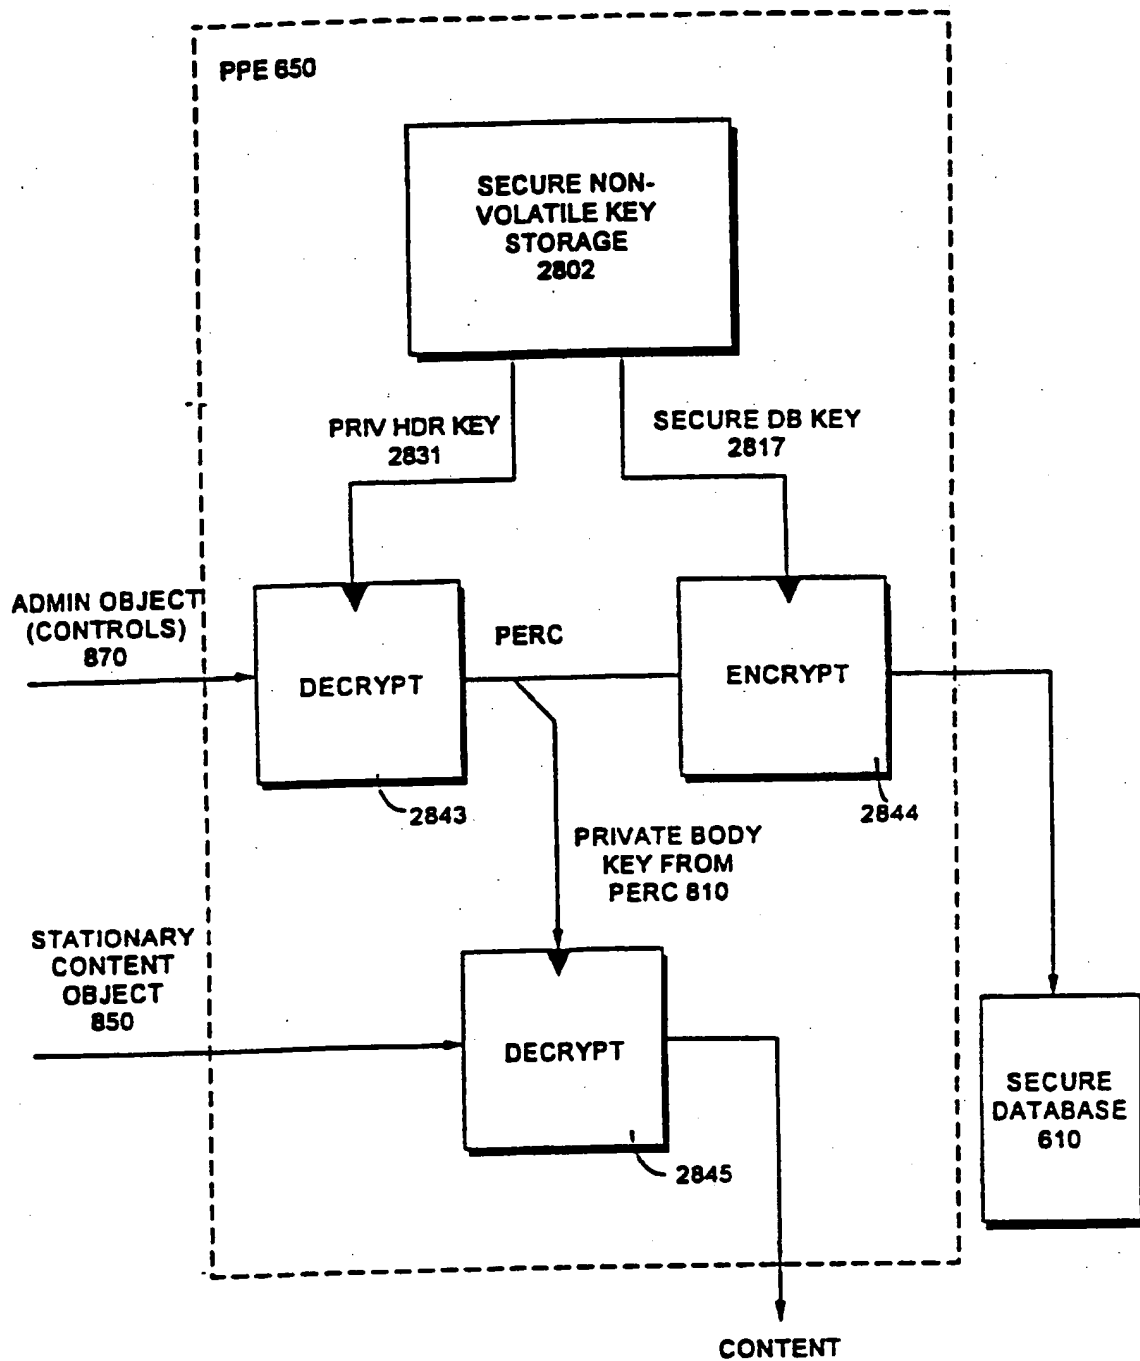 PPE 650
SECURE NON-
VOLATILE KEY
STORAGE
2802
PRIV HDR KEY
2831
SECURE DB KEY
2817
ADMIN OBJECT
(CONTROLS)
870
DECRYPT
PERC
ENCRYPT
2843
2844
PRIVATE BODY
KEY FROM
PERC 810
STATIONARY
CONTENT
OBJECT
850
DECRYPT
2845
SECURE
DATABASE
610
CONTENT